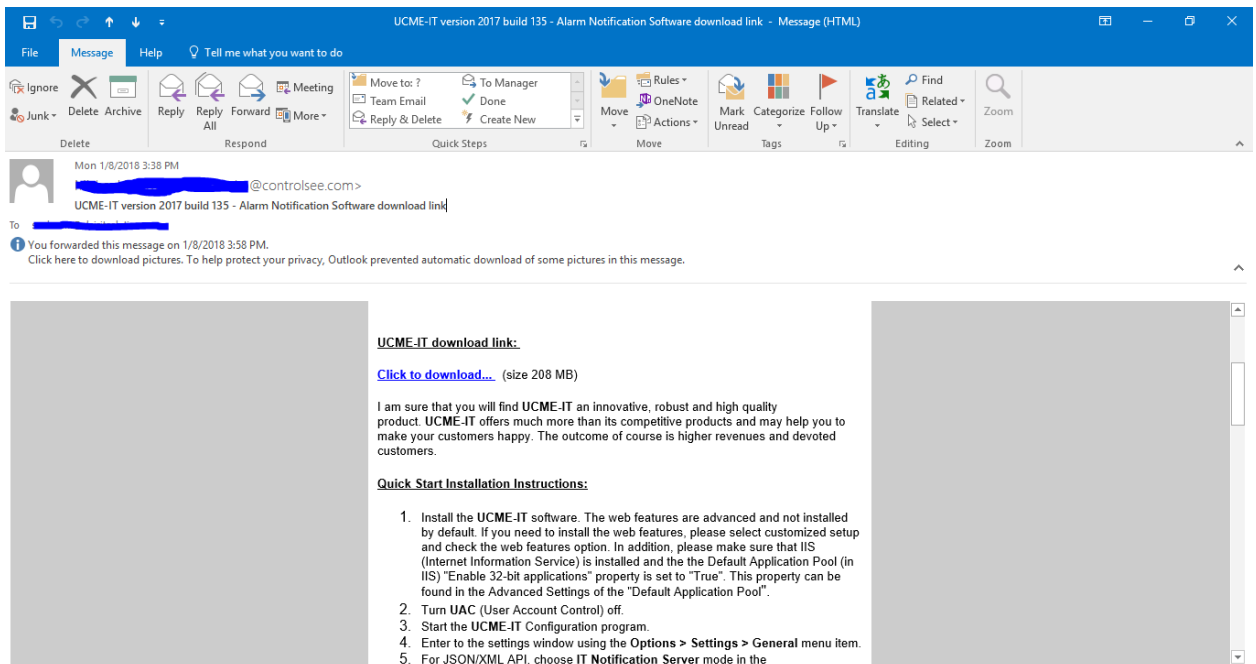 UCME-IT version 2017 build 135 - Alarm Notification Software download link - Message (HTML)
File Message Help Tell me what you want to do
Ignore
Junk
Delete Archive
Reply Reply All Forward
Meeting
More
Move to: ? To Manager
Team Email Done
Reply & Delete Create New
Move
Rules
OneNote
Actions
Mark Unread Categorize Follow Up
Translate
Find
Related
Select
Zoom
Delete Respond Quick Steps Move Tags Editing Zoom
Mon 1/8/2018 3:38 PM
@controlsee.com>
UCME-IT version 2017 build 135 - Alarm Notification Software download link
To
You forwarded this message on 1/8/2018 3:58 PM.
Click here to download pictures. To help protect your privacy, Outlook prevented automatic download of some pictures in this message.
UCME-IT download link:
Click to download... (size 208 MB)
I am sure that you will find UCME-IT an innovative, robust and high quality
product. UCME-IT offers much more than its competitive products and may help you to
make your customers happy. The outcome of course is higher revenues and devoted
customers.
Quick Start Installation Instructions:
1. Install the UCME-IT software. The web features are advanced and not installed
by default. If you need to install the web features, please select customized setup
and check the web features option. In addition, please make sure that IIS
(Internet Information Service) is installed and the the Default Application Pool (in
IIS) "Enable 32-bit applications" property is set to "True". This property can be
found in the Advanced Settings of the "Default Application Pool".
2. Turn UAC (User Account Control) off.
3. Start the UCME-IT Configuration program.
4. Enter to the settings window using the Options > Settings > General menu item.
5. For JSON/XML API, choose IT Notification Server mode in the